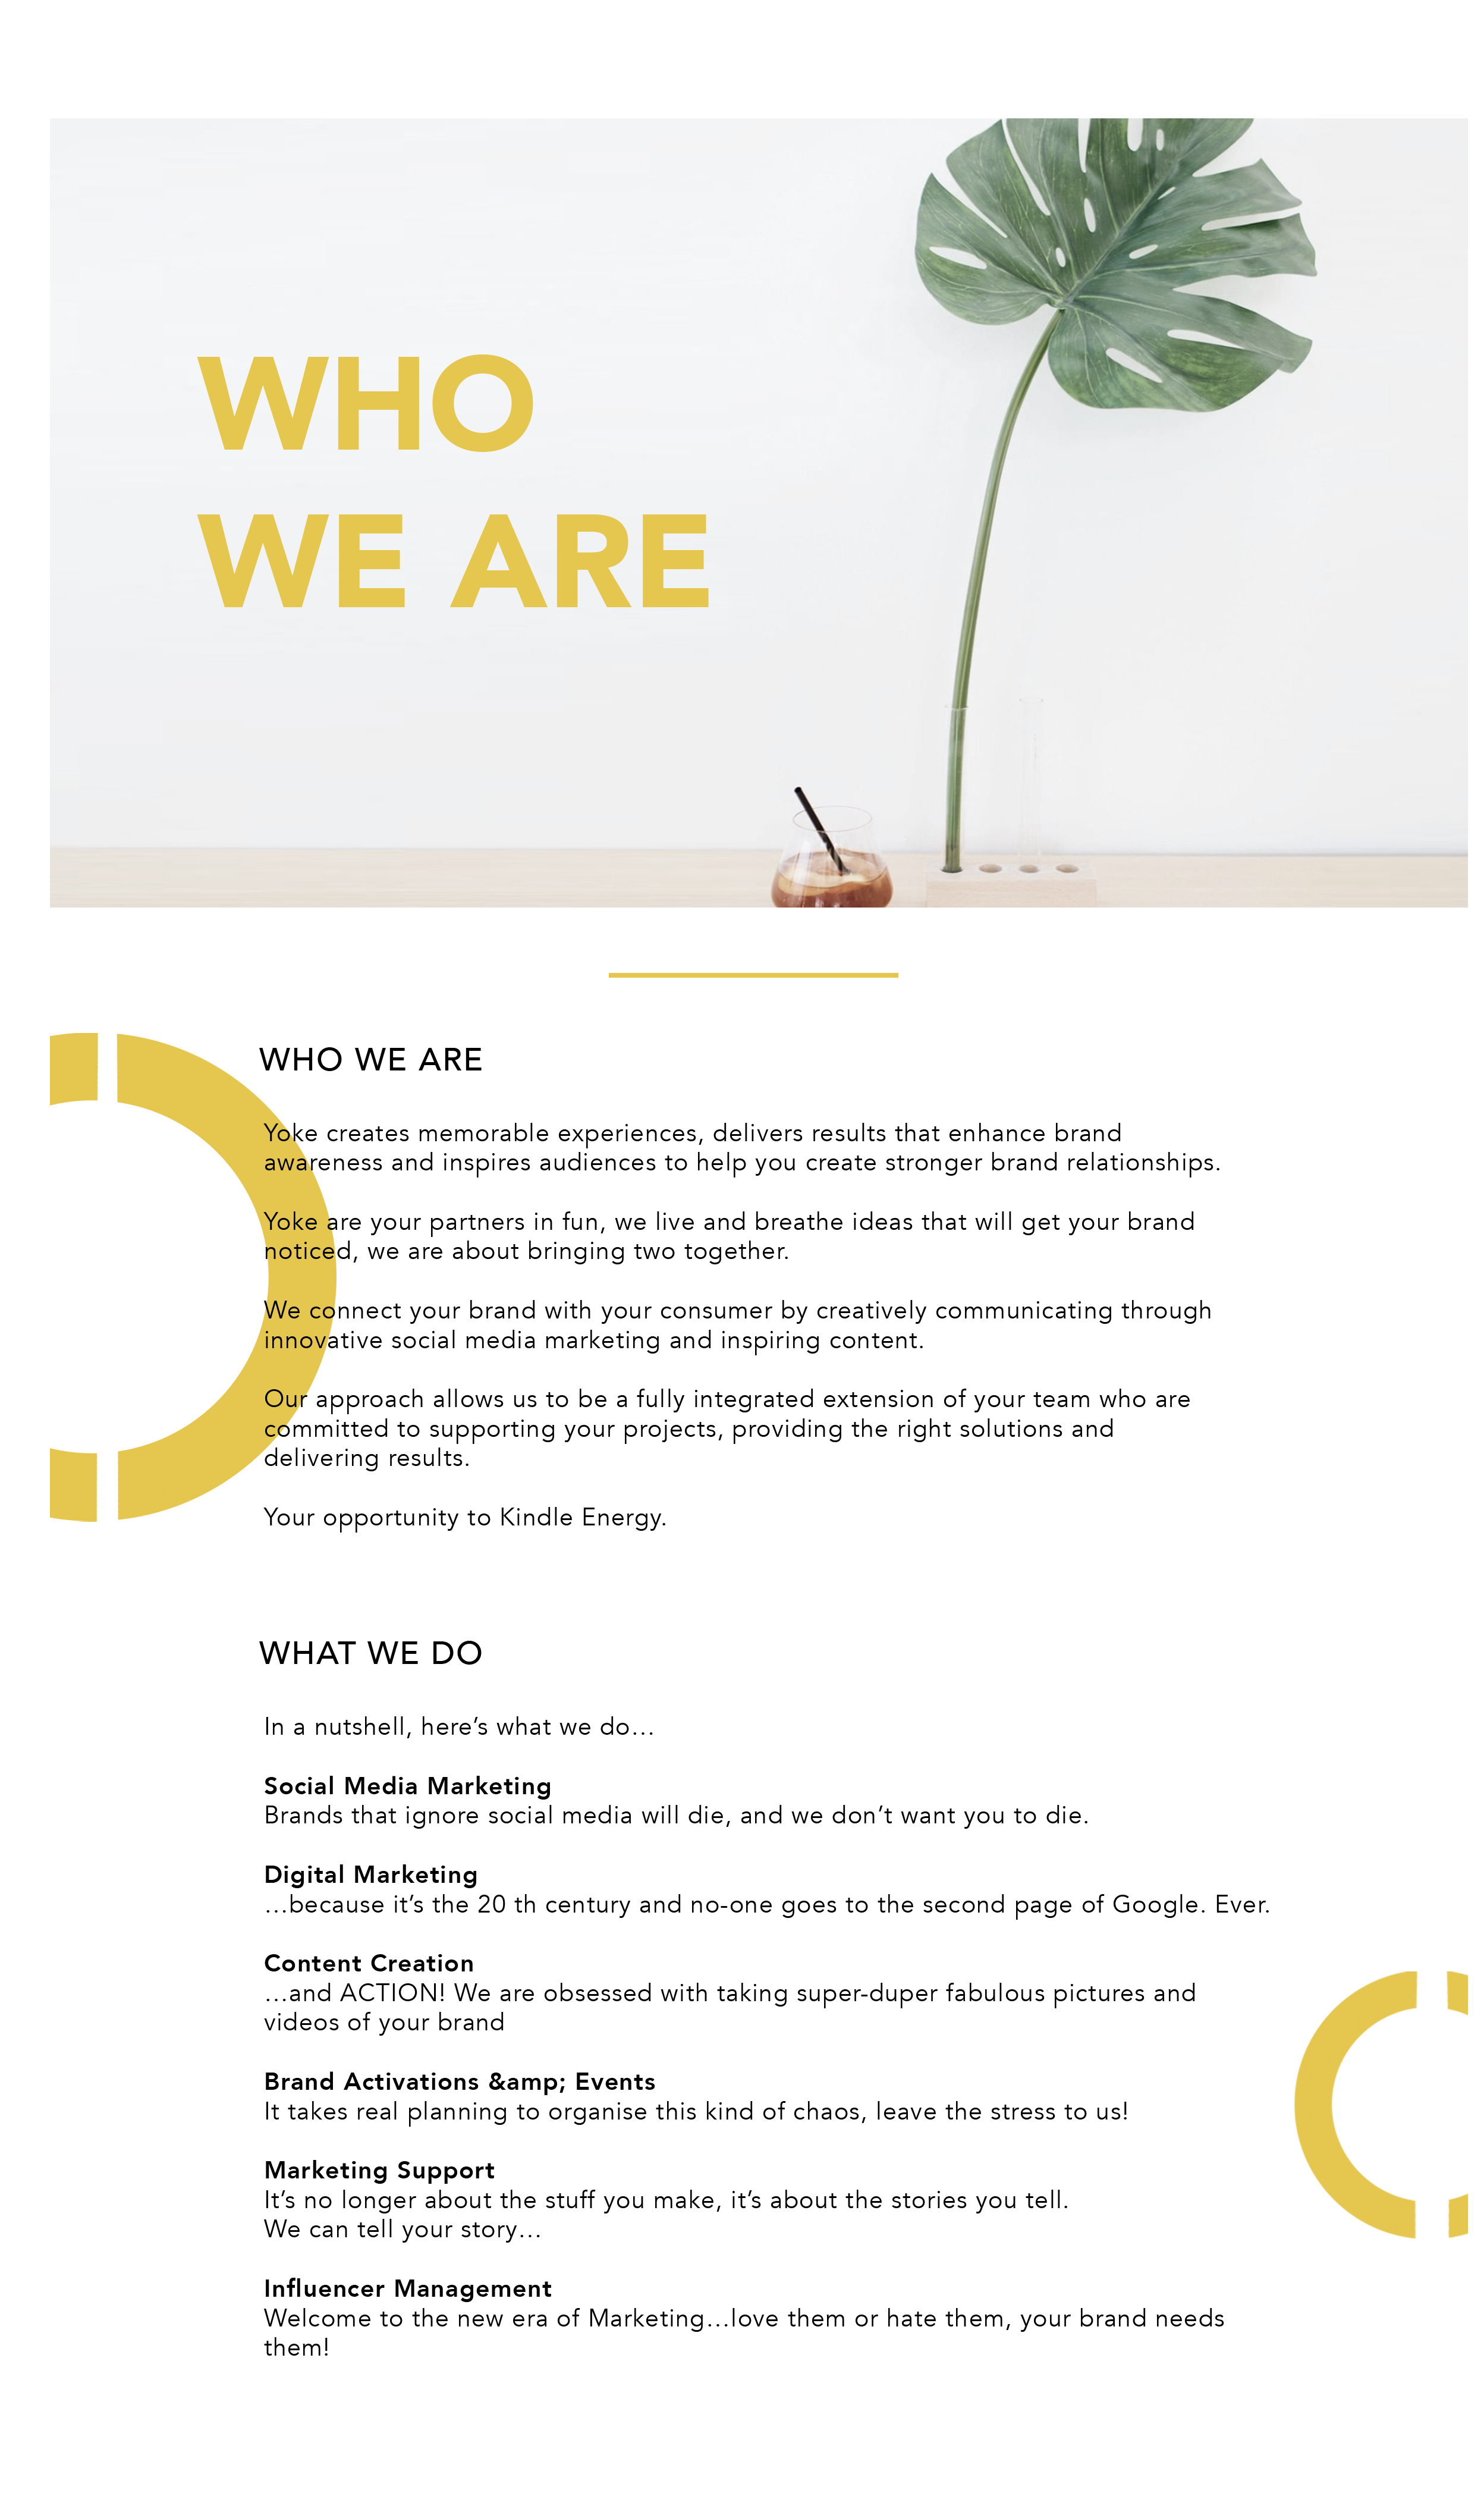 WHO
WE ARE
WHO WE ARE
Yoke creates memorable experiences, delivers results that enhance brand
awareness and inspires audiences to help you create stronger brand relationships.
Yoke are your partners in fun, we live and breathe ideas that will get your brand
noticed, we are about bringing two together.
We connect your brand with your consumer by creatively communicating through
innovative social media marketing and inspiring content.
Our approach allows us to be a fully integrated extension of your team who are
committed to supporting your projects, providing the right solutions and
delivering results.
Your opportunity to Kindle Energy.
WHAT WE DO
In a nutshell, here’s what we do…
Social Media Marketing
Brands that ignore social media will die, and we don’t want you to die.
Digital Marketing
…because it’s the 20 th century and no-one goes to the second page of Google. Ever.
Content Creation
…and ACTION! We are obsessed with taking super-duper fabulous pictures and
videos of your brand
Brand Activations &amp; Events
It takes real planning to organise this kind of chaos, leave the stress to us!
Marketing Support
It’s no longer about the stuff you make, it’s about the stories you tell.
We can tell your story…
Influencer Management
Welcome to the new era of Marketing…love them or hate them, your brand needs
them!